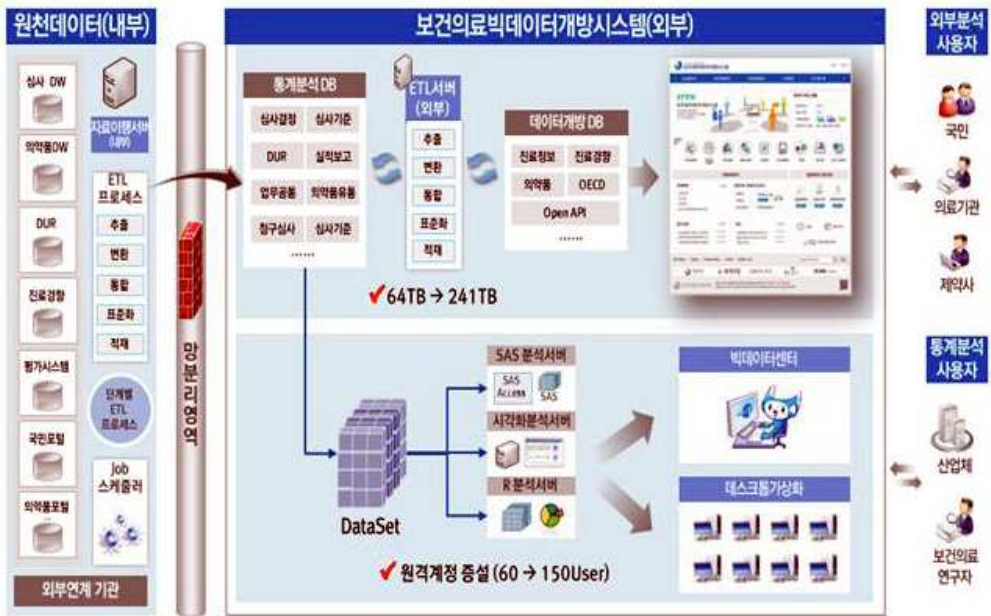 원천데이터(내부)
심사 DW
의약품DW
DUR
진료경향
평가시스템
국민포털
의약품포털
자료이행서버
(내부)
ETL
프로세스
추출
변환
통합
표준화
적재
단계별
ETL
프로세스
Job
스케줄러
외부연계 기관
망분리영역
보건의료빅데이터개방시스템(외부)
통계분석 DB
심사결정
심사기준
DUR
실적보고
업무공통
의약품유통
청구심사
심사기준
......
ETL서버
(외부)
추출
변환
통합
표준화
적재
데이터개방 DB
진료정보
진료경향
의약품
OECD
Open API
......
✓64TB → 241TB
DataSet
SAS 분석서버
SAS
Access
SAS
시각화분석서버
R 분석서버
✓ 원격계정 증설 (60 → 150User)
빅데이터센터
데스크톱가상화
외부분석
사용자
국민
의료기관
제약사
통계분석
사용자
산업체
보건의료
연구자